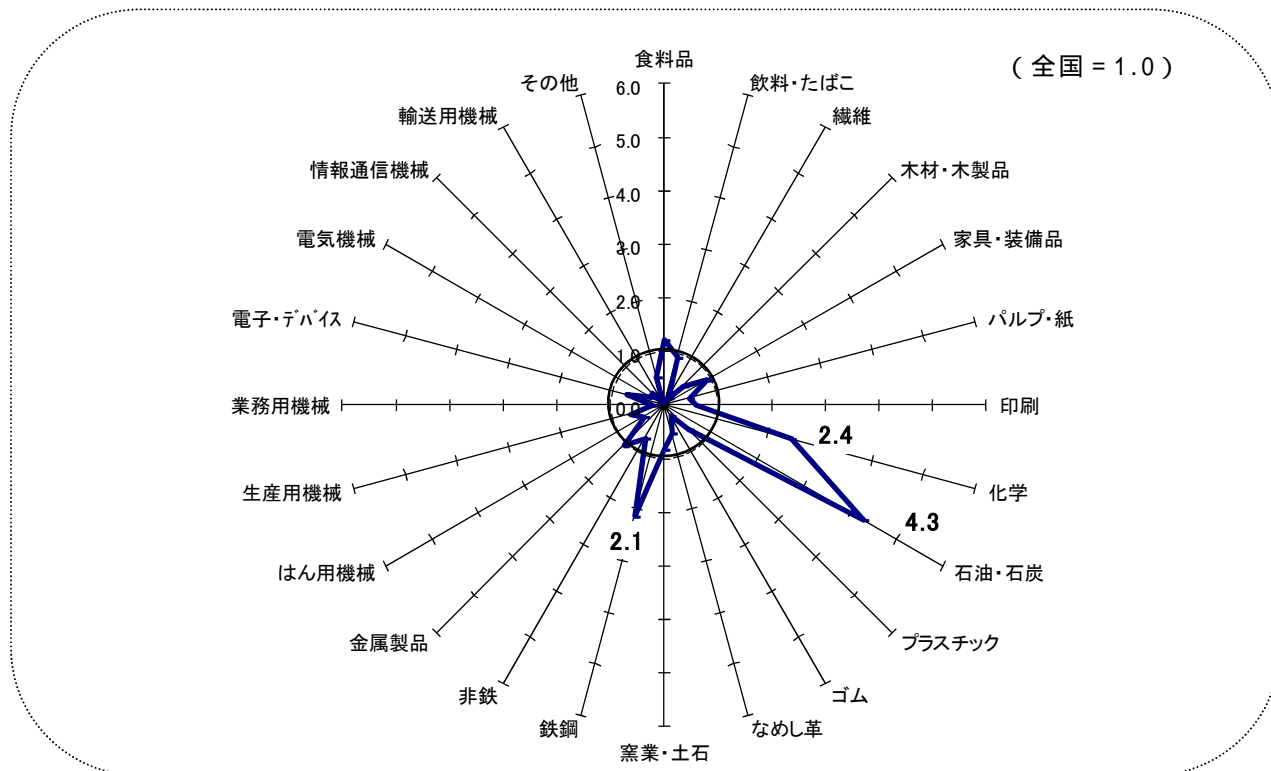 食料品
(全国=1.0)
その他
6.0
飲料・たばこ
輸送用機械
繊維
5.0
情報通信機械
木材・木製品
4.0
電気機械
3.0
家具・装備品
電子・デバイス
2.0
パルプ・紙
1.0
業務用機械
0.0
印刷
2.4
生産用機械
化学
4.3
2.1
はん用機械
石油・石炭
金属製品
プラスチック
非鉄
ゴム
鉄鋼
なめし革
窯業・土石